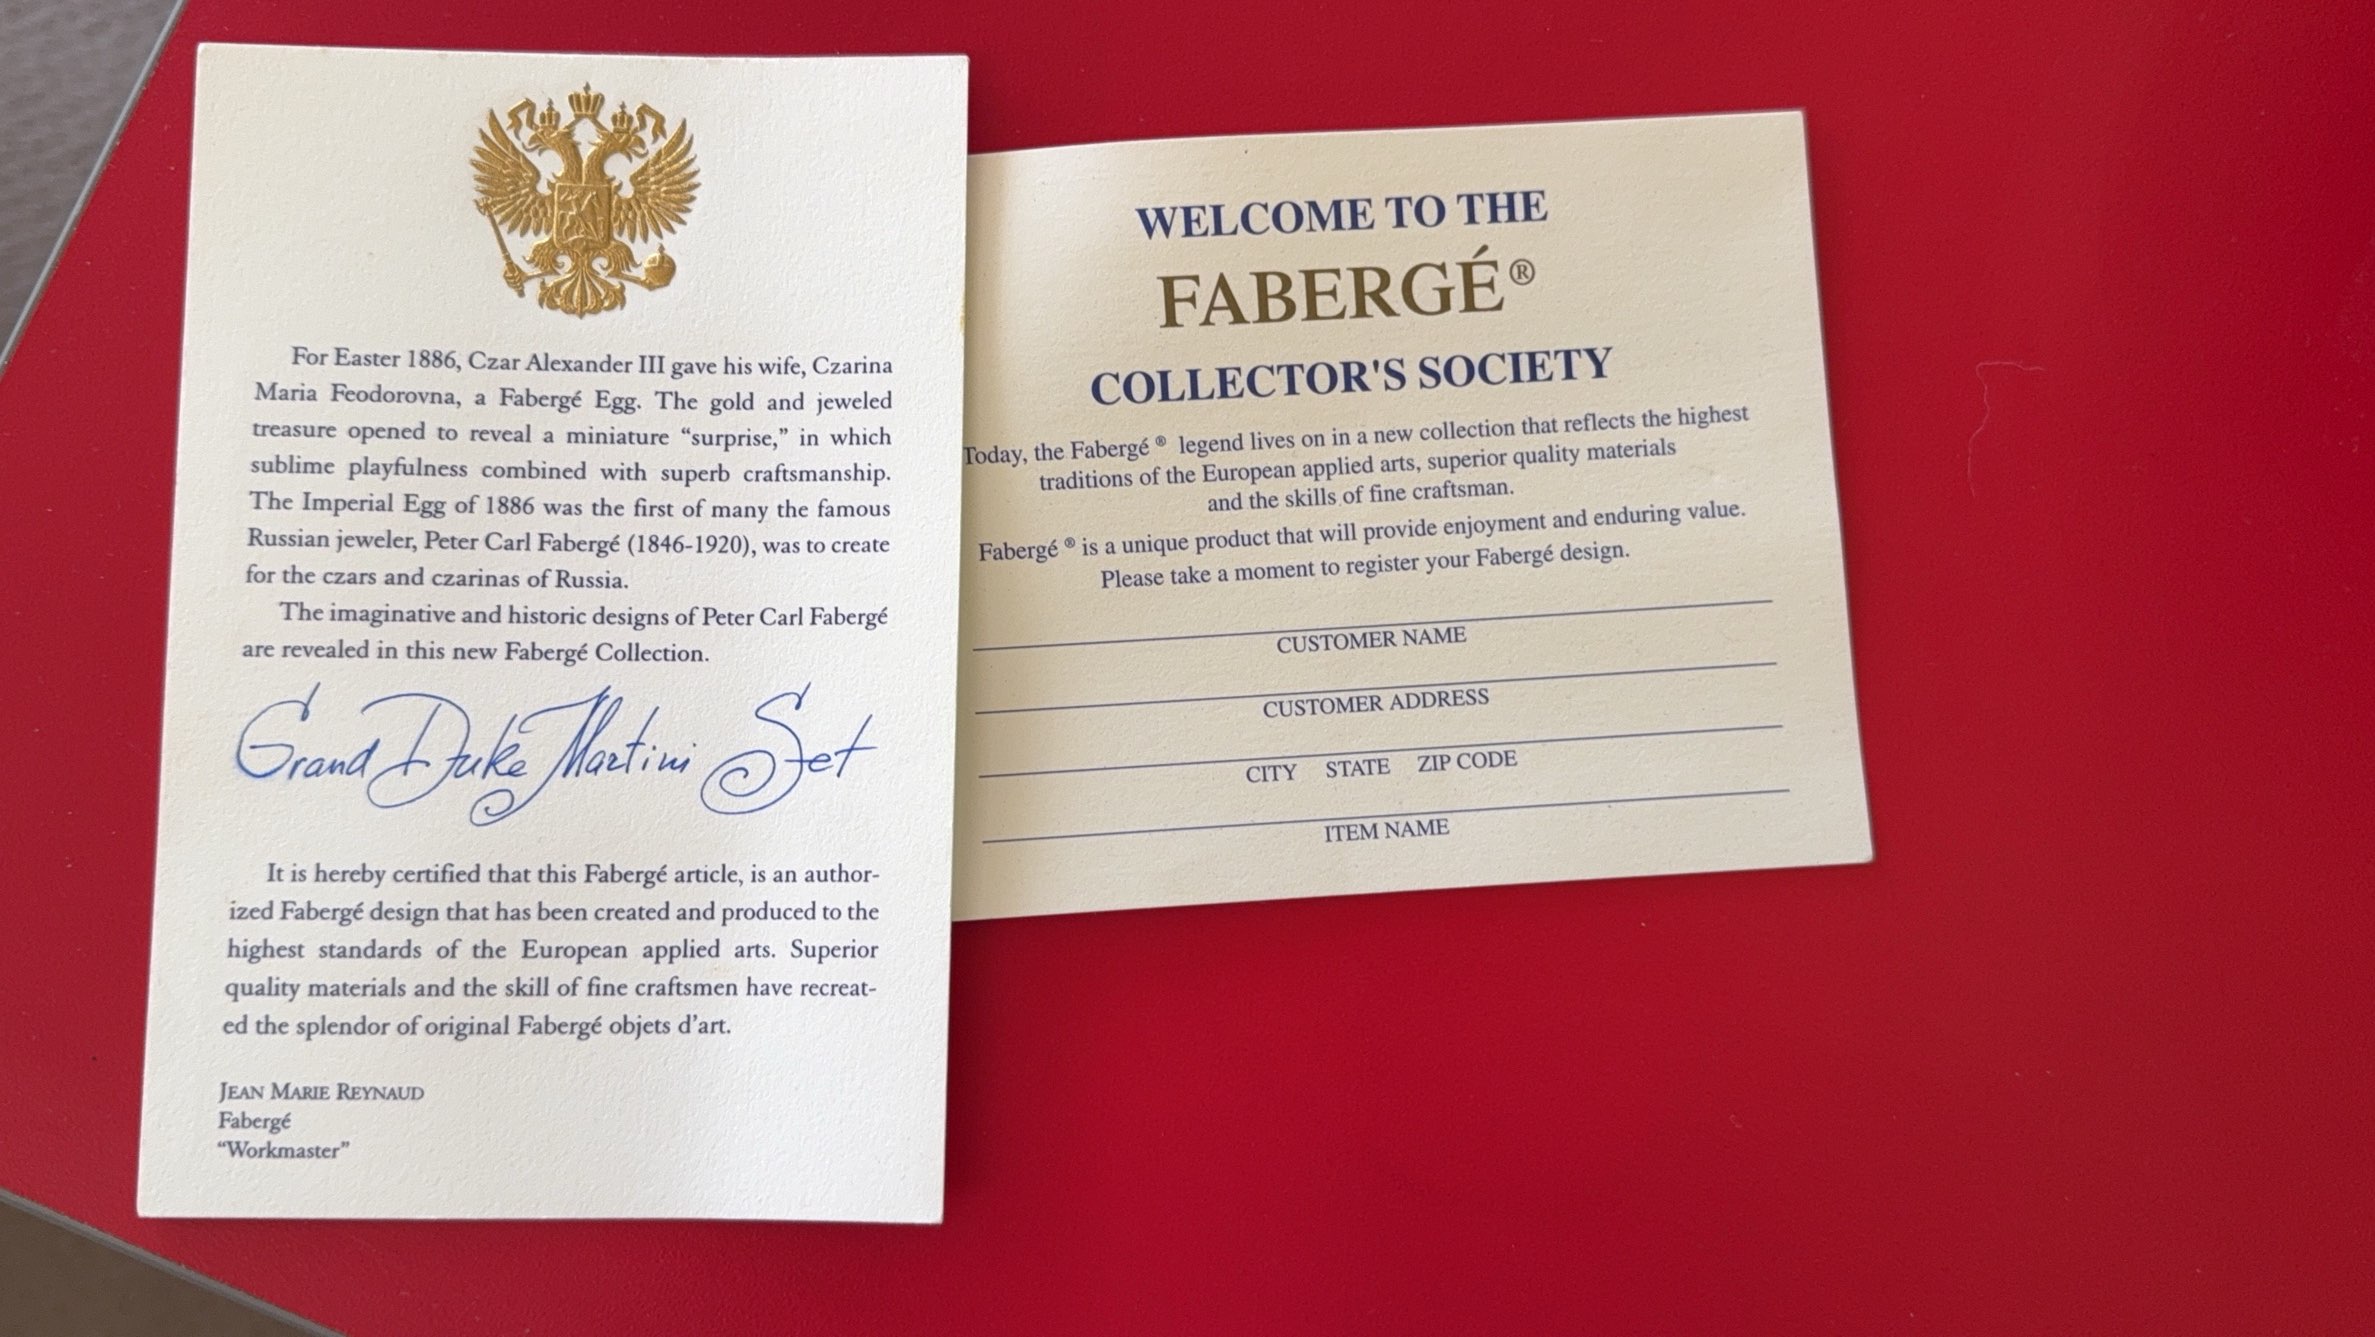 For Easter 1886, Czar Alexander III gave his wife, Czarina
Maria Feodorovna, a Fabergé Egg. The gold and jeweled
treasure opened to reveal a miniature “surprise,” in which
sublime playfulness combined with superb craftsmanship.
The Imperial Egg of 1886 was the first of many the famous
Russian jeweler, Peter Carl Fabergé (1846-1920), was to create
for the czars and czarinas of Russia.
The imaginative and historic designs of Peter Carl Fabergé
are revealed in this new Fabergé Collection.
Grand Duke Martini Set
It is hereby certified that this Fabergé article, is an author-
ized Fabergé design that has been created and produced to the
highest standards of the European applied arts. Superior
quality materials and the skill of fine craftsmen have recreat-
ed the splendor of original Fabergé objets d’art.
JEAN MARIE REYNAUD
Fabergé
“Workmaster”
WELCOME TO THE
FABERGÉ®
COLLECTOR'S SOCIETY
Today, the Fabergé ® legend lives on in a new collection that reflects the highest
traditions of the European applied arts, superior quality materials
and the skills of fine craftsman.
Fabergé ® is a unique product that will provide enjoyment and enduring value.
Please take a moment to register your Fabergé design.
CUSTOMER NAME
CUSTOMER ADDRESS
CITY STATE ZIP CODE
ITEM NAME